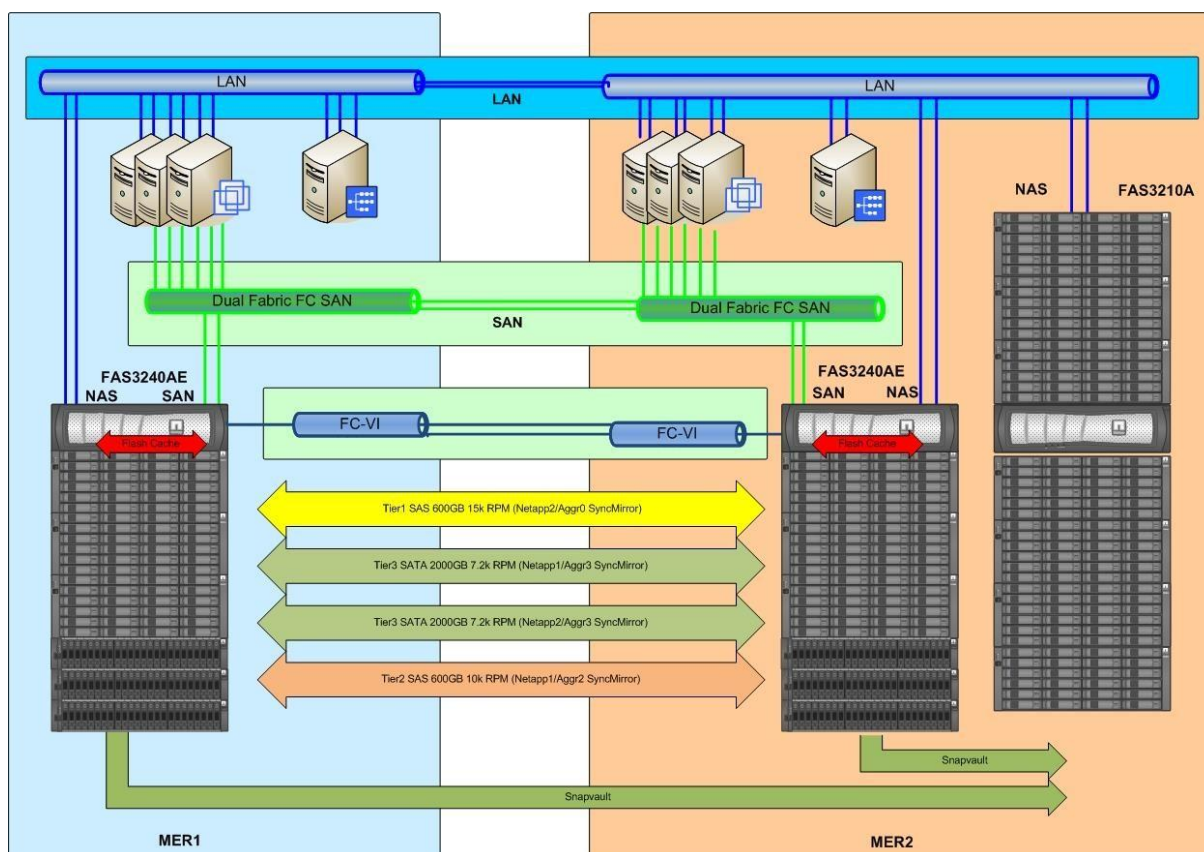 LAN
LAN
LAN
NAS
FAS3210A
Dual Fabric FC SAN
Dual Fabric FC SAN
SAN
FAS3240AE
NAS SAN
FAS3240AE
SAN NAS
FC-VI
FC-VI
Flash Cache
Flash Cache
Tier1 SAS 600GB 15k RPM (Netapp2/Aggr0 SyncMirror)
Tier3 SATA 2000GB 7.2k RPM (Netapp1/Aggr3 SyncMirror)
Tier3 SATA 2000GB 7.2k RPM (Netapp2/Aggr3 SyncMirror)
Tier2 SAS 600GB 10k RPM (Netapp1/Aggr2 SyncMirror)
Snapvault
Snapvault
MER1
MER2